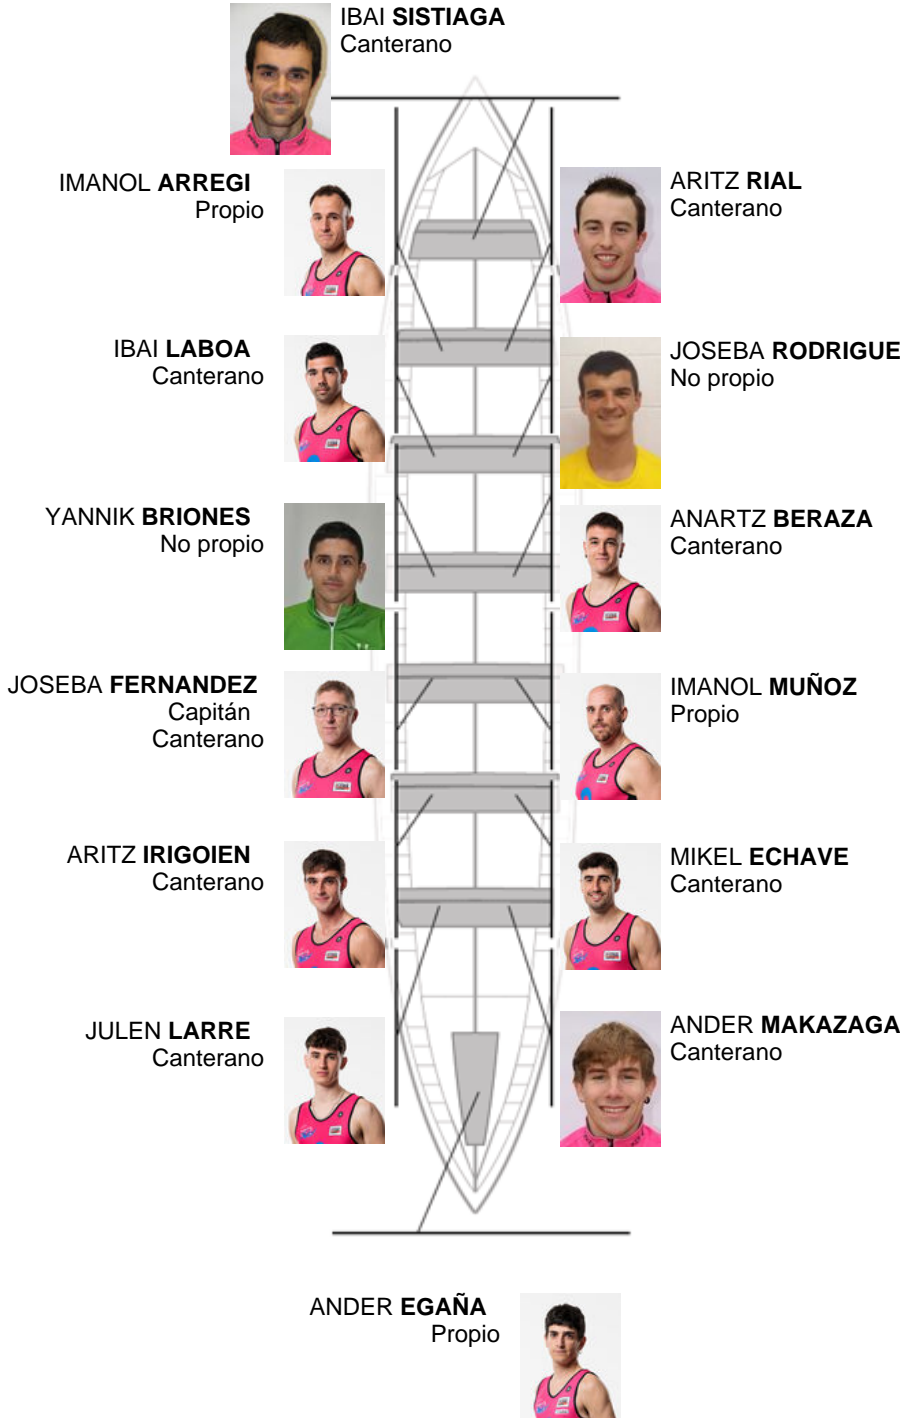 IBAI SISTIAGA
Canterano
IMANOL ARREGI
Propio
ARITZ RIAL
Canterano
IBAI LABOA
Canterano
JOSEBA RODRIGUE
No propio
YANNIK BRIONES
No propio
ANARTZ BERAZA
Canterano
JOSEBA FERNANDEZ
Capitán
Canterano
IMANOL MUÑOZ
Propio
ARITZ IRIGOIEN
Canterano
MIKEL ECHAVE
Canterano
JULEN LARRE
Canterano
ANDER MAKAZAGA
Canterano
ANDER EGAÑA
Propio